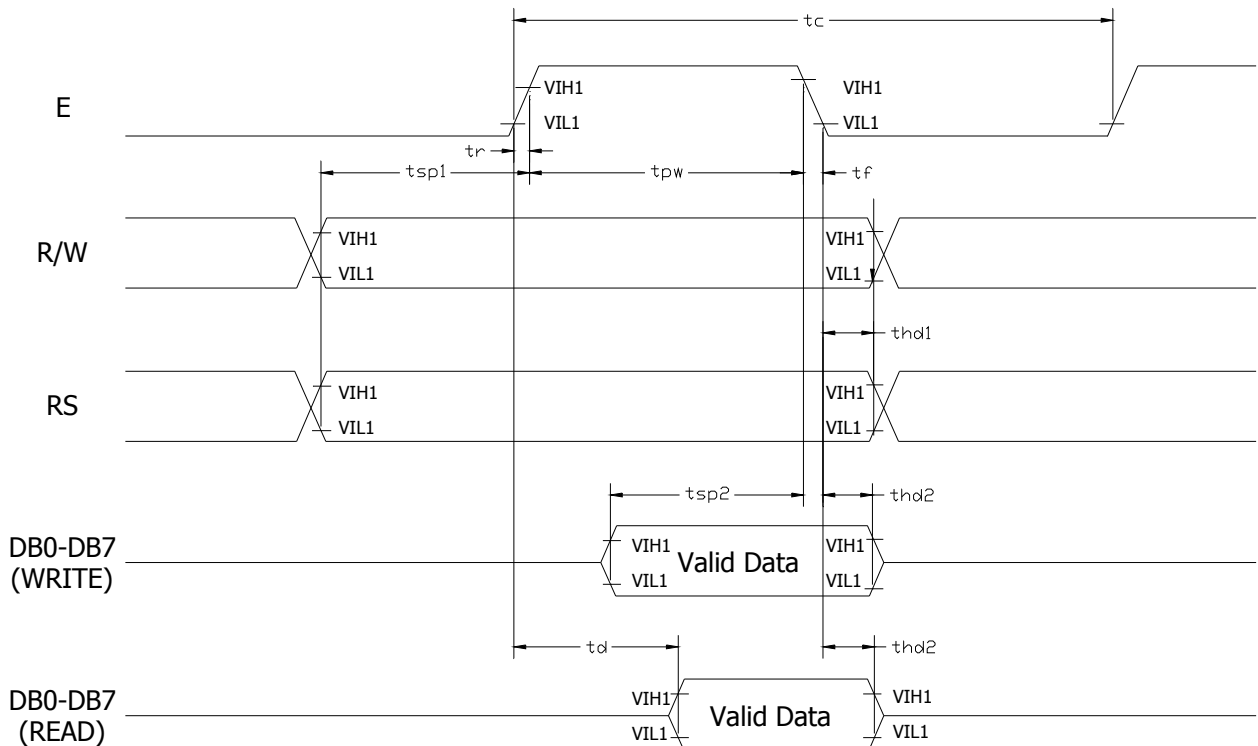 tc
E
VIH1
VIH1
VIL1
VIL1
tr
tsp1
tpw
tf
R/W
VIH1
VIH1
VIL1
VIL1
thd1
RS
VIH1
VIH1
VIL1
VIL1
tsp2
thd2
DB0-DB7
(WRITE)
VIH1
Valid Data
VIH1
VIL1
VIL1
td
thd2
DB0-DB7
(READ)
VIH1
Valid Data
VIH1
VIL1
VIL1